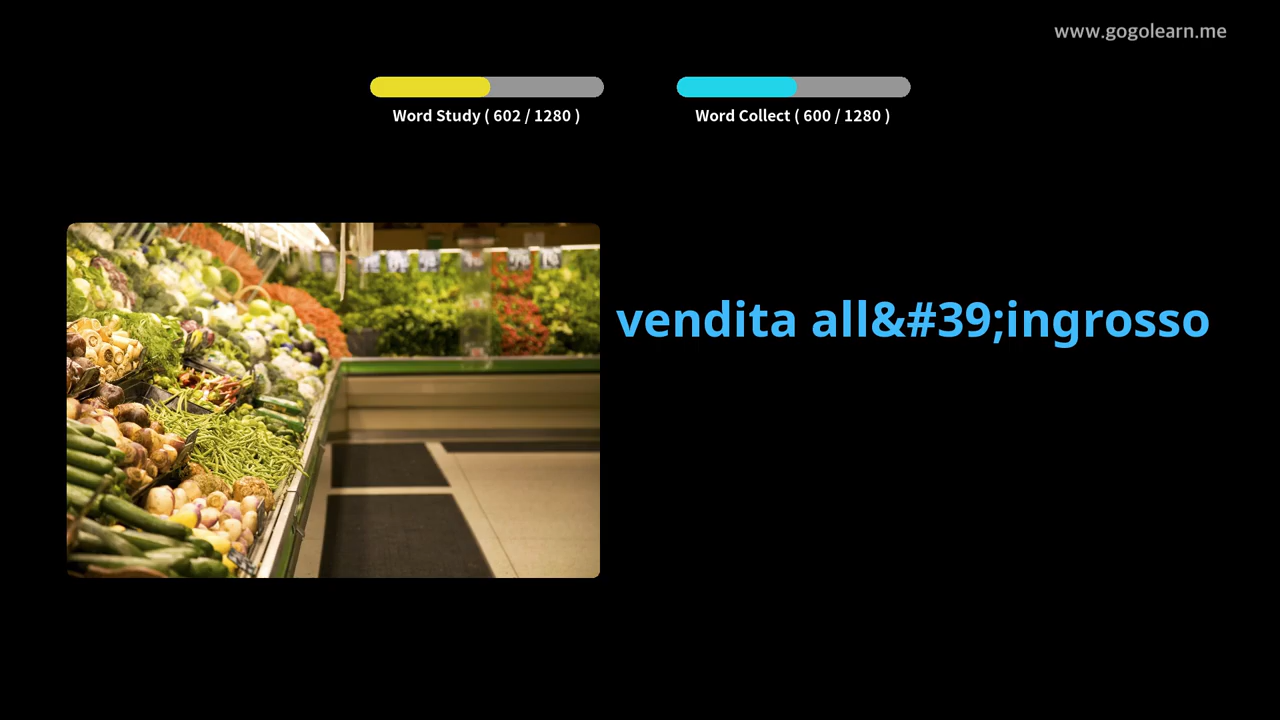 www.gogolearn.me
Word Study ( 602 / 1280 )
Word Collect ( 600 / 1280 )
vendita all&#39;ingrosso